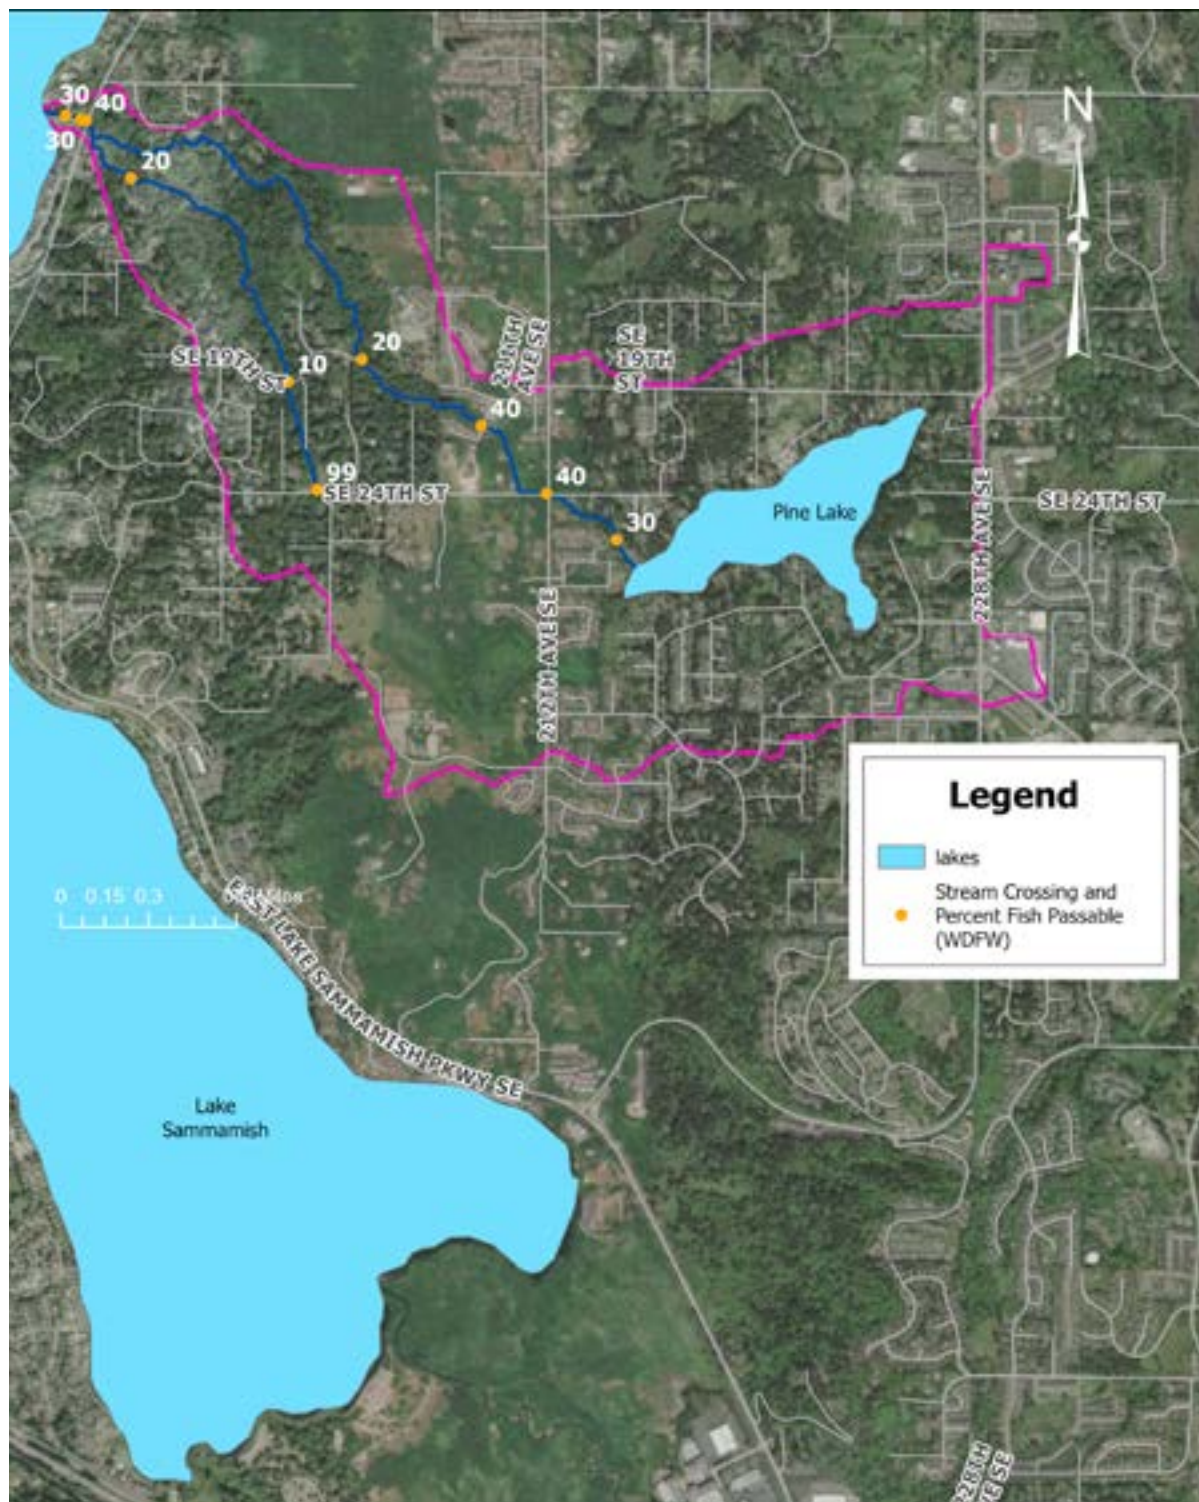 30
40
30
20
N
20
SE 19TH ST
10
AVE SE
SE
19TH
ST
40
99
SE 24TH ST
40
30
Pine Lake
228TH AVE SE
SE 24TH ST
212TH AVE SE
Legend
lakes
Stream Crossing and
Percent Fish Passable
(WDFW)
0 0.15 0.3
EAST LAKE SAMMAMISH PKWY SE
Lake
Sammamish